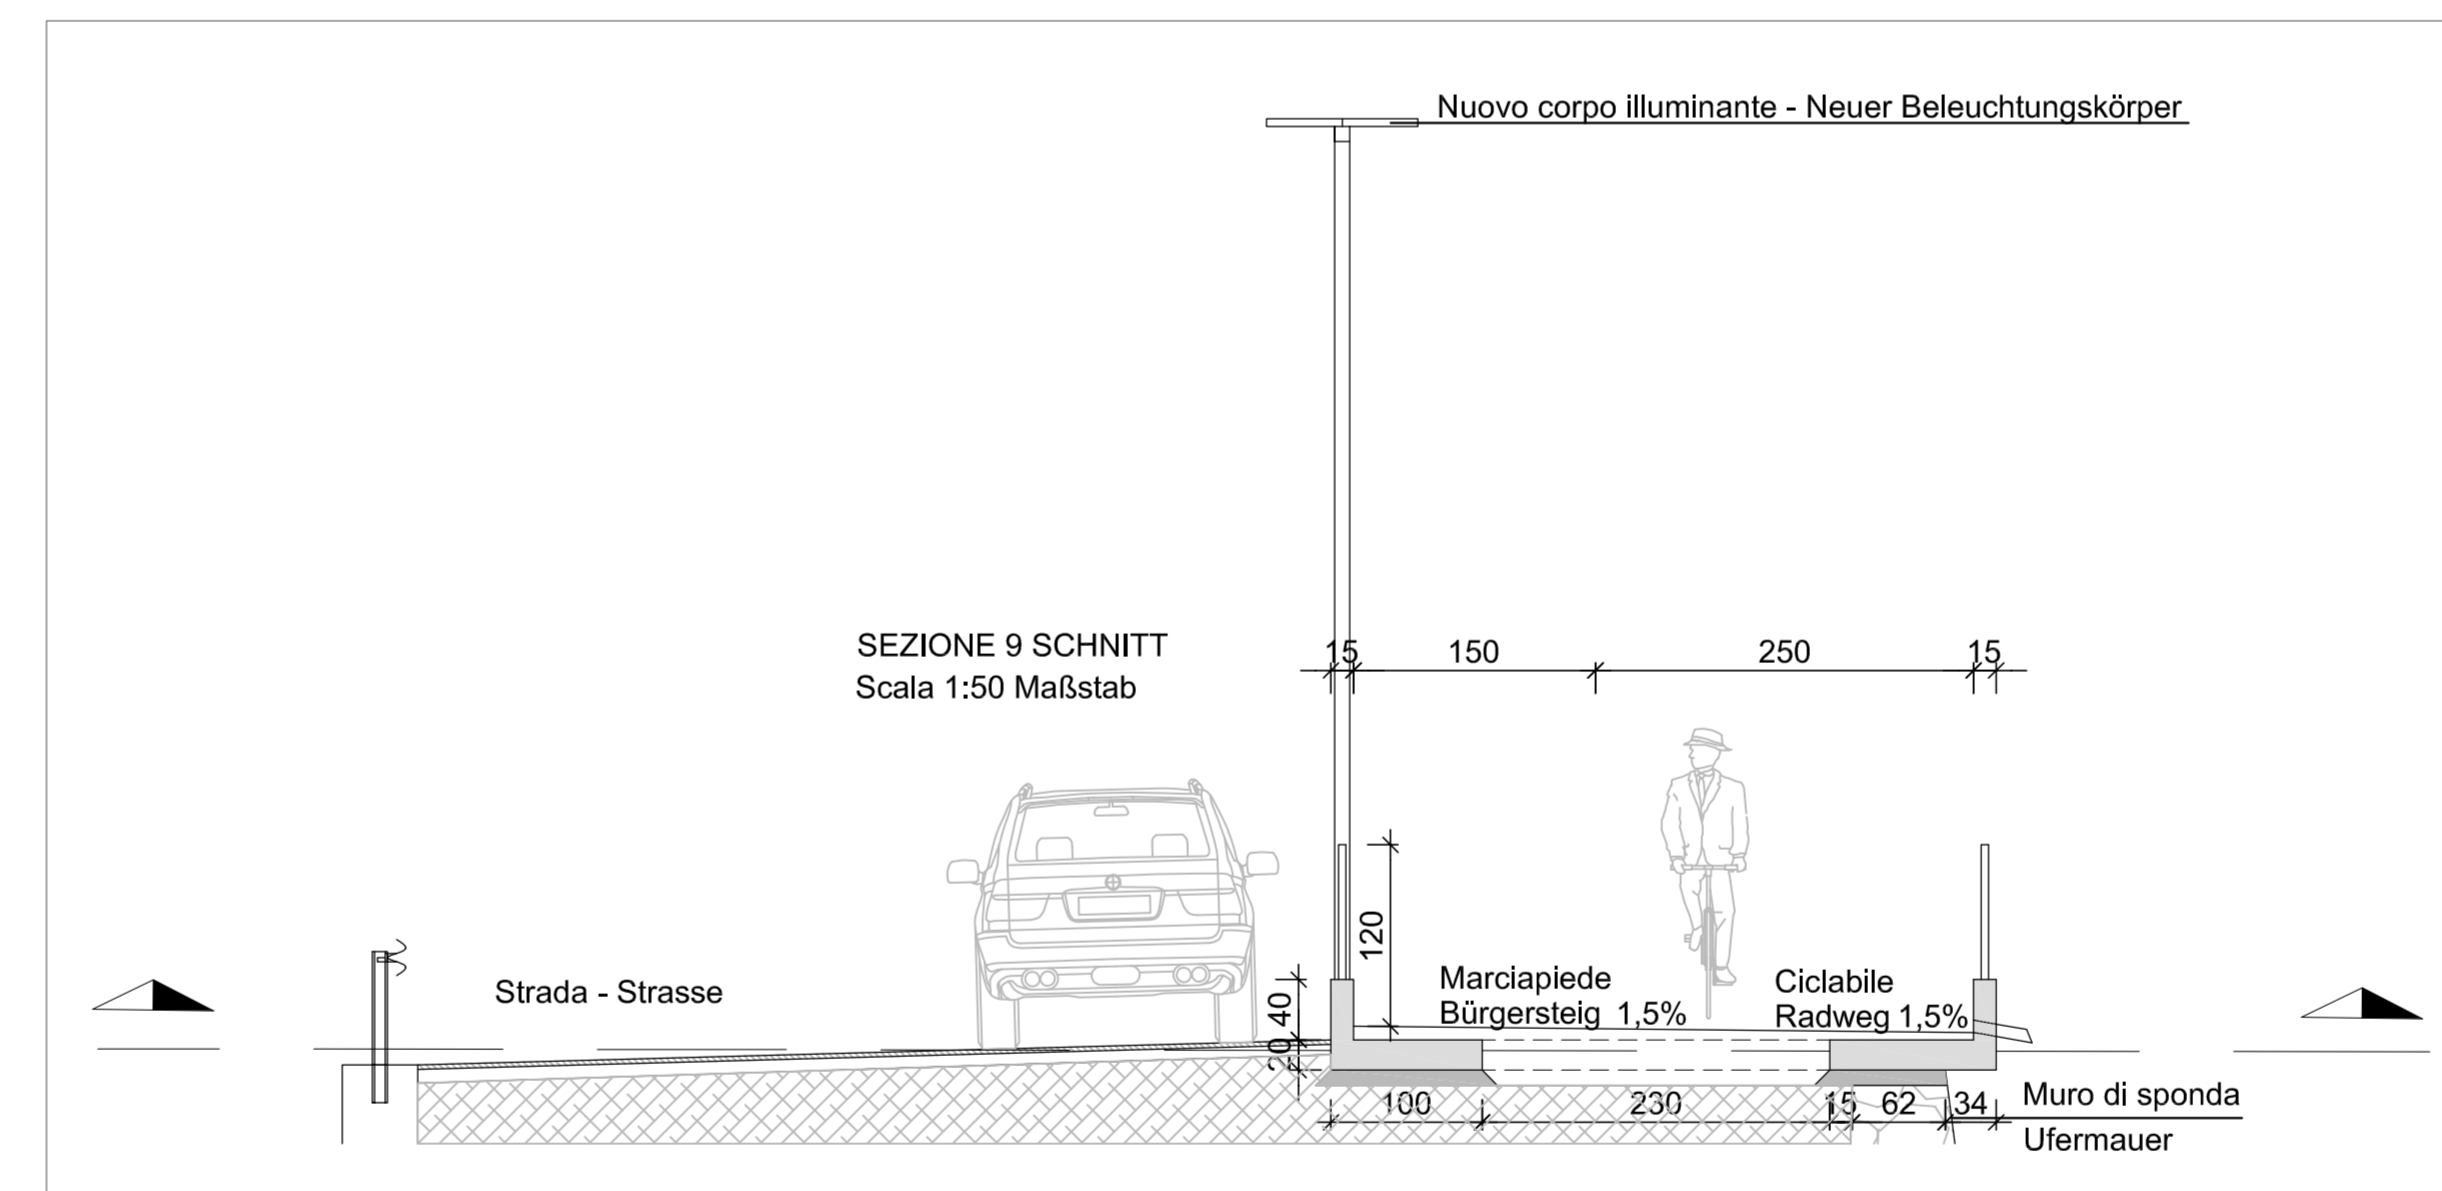 Nuovo corpo illuminante - Neuer Beleuchtungskörper
SEZIONE 9 SCHNITT
Scala 1:50 Maßstab
15 150 250 15
120
Strada - Strasse
Marciapiede
Bürgersteig 1,5%
Ciclabile
Radweg 1,5%
40
20
100 230 15 62 34
Muro di sponda
Ufermauer